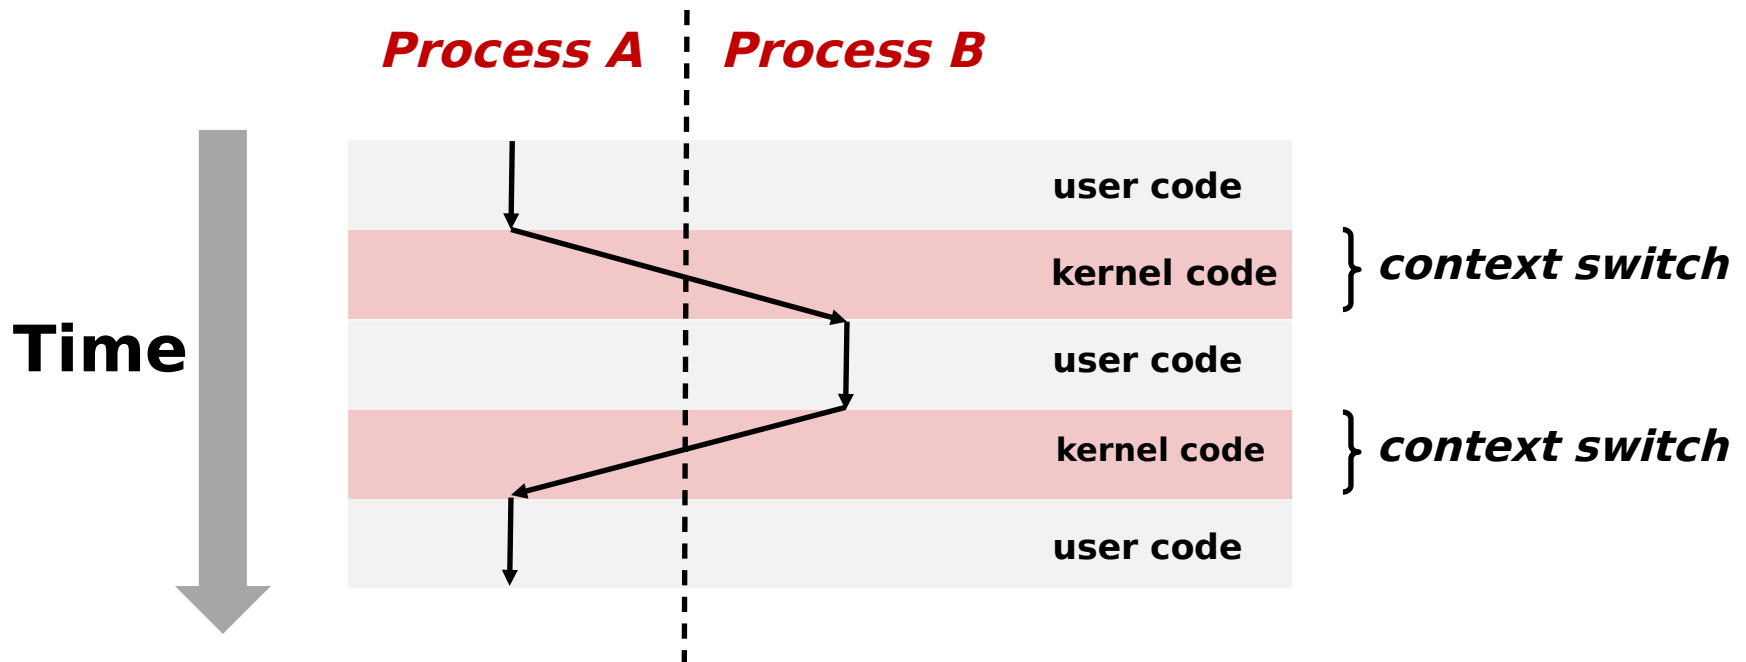 Process A
Process B
user code
kernel code
context switch
Time
user code
kernel code
context switch
user code